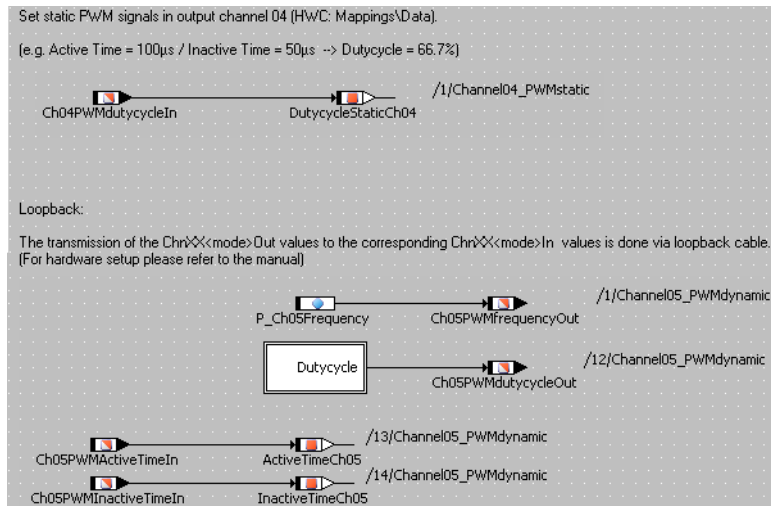 Set static PWM signals in output channel 04 (HWC: Mappings\Data).
(e.g. Active Time = 100µs / Inactive Time = 50µs --> Dutycycle = 66.7%)
/1/Channel04_PWMstatic
Ch04PWMdutycycleIn DutycycleStaticCh04
Loopback:
The transmission of the ChnXX<mode>Out values to the corresponding ChnXX<mode>In values is done via loopback cable.
(For hardware setup please refer to the manual)
/1/Channel05_PWMdynamic
P_Ch05Frequency Ch05PWMfrequencyOut
Dutycycle /12/Channel05_PWMdynamic
Ch05PWMdutycycleOut
/13/Channel05_PWMdynamic
Ch05PWMActiveTimeIn ActiveTimeCh05
/14/Channel05_PWMdynamic
Ch05PWMInactiveTimeIn InactiveTimeCh05